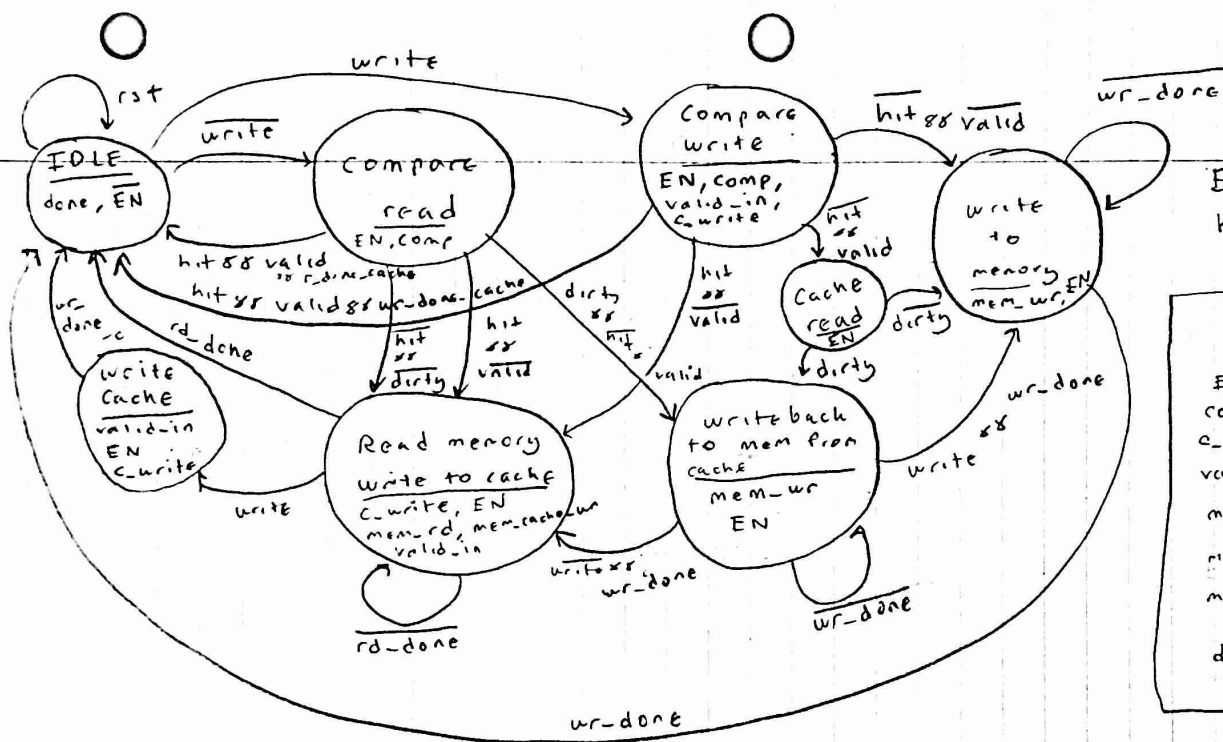 rst
write
write
IDLE
done, EN
Compare
read
EN, comp
Compare
write
EN, comp,
valid_in,
c_write
hit && valid
wr_done
write
to
memory
mem_wr, EN
hit && valid
&& r_done_cache
hit && valid && wr_done_cache
hit
&&
valid
hit
&&
valid
Cache
read
EN
dirty
dirty
dirty
&&
hit &
valid
hit
&&
dirty
hit
&&
valid
wr_
done_c
rd_done
write
cache
valid_in
EN
c_write
write
Read memory
write to cache
c_write, EN
mem_rd, mem_cache_wr
valid_in
rd_done
write back
to mem from
cache
mem_wr
EN
write &&
wr_done
write &&
wr_done
wr_done
wr_done
E
h
E
co
c_
va
m
m
d